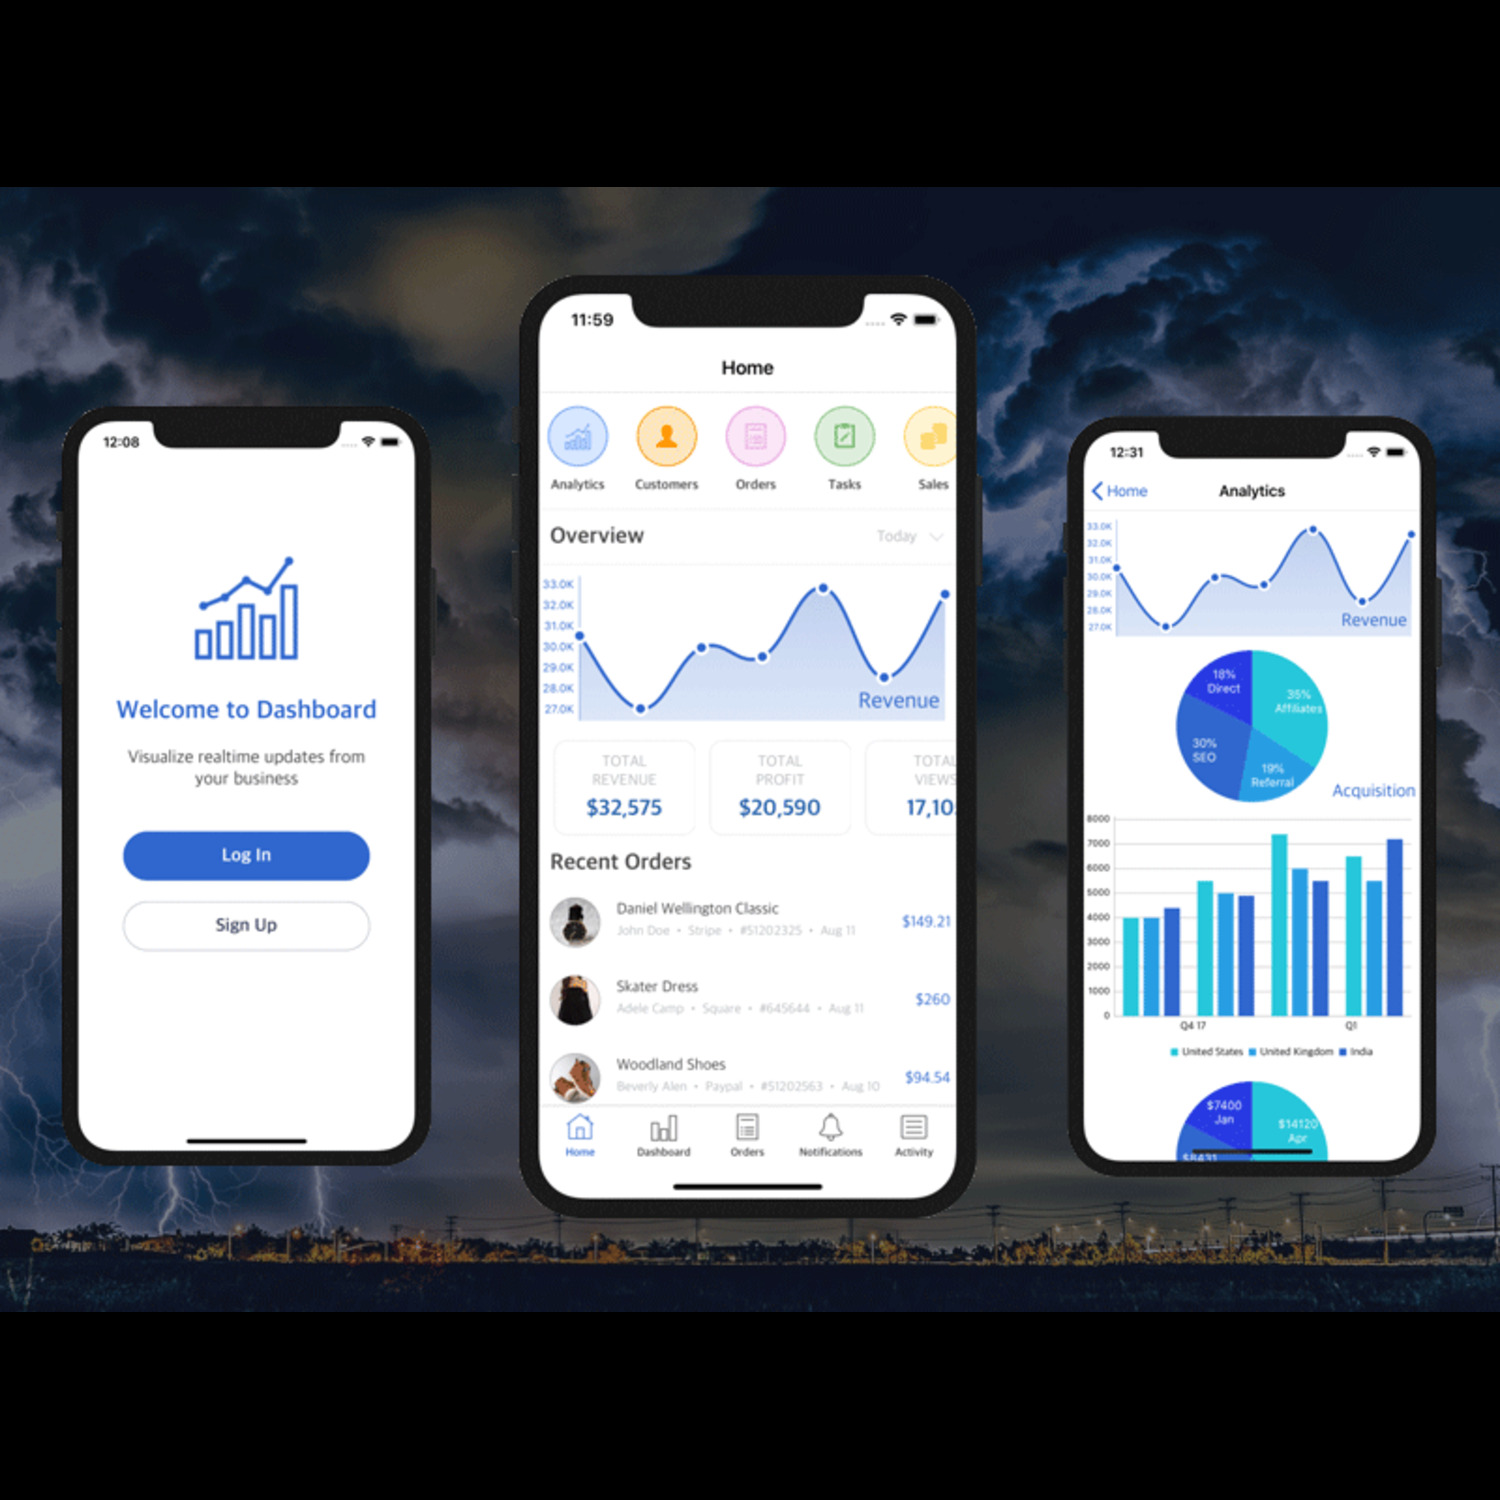 12:08
Welcome to Dashboard
Visualize realtime updates from
your business
Log In
Sign Up
11:59
Home
Analytics Customers Orders Tasks Sales
Overview Today
33.0K
32.0K
31.0K
30.0K
29.0K
28.0K
27.0K
Revenue
TOTAL
REVENUE
$32,575
TOTAL
PROFIT
$20,590
TOTAL
VIEWS
17,10
Recent Orders
Daniel Wellington Classic
John Doe • Stripe • #51202325 • Aug 11
$149.21
Skater Dress
Adele Camp • Square • #645644 • Aug 11
$260
Woodland Shoes
Beverly Alen • Paypal • #51202563 • Aug 10
$94.54
Home Dashboard Orders Notifications Activity
12:31
Home Analytics
33.0K
32.0K
31.0K
30.0K
29.0K
28.0K
27.0K
Revenue
18%
Direct
35%
Affiliates
30%
SEO
19%
Referral
Acquisition
8000
7000
6000
5000
4000
3000
2000
1000
0
Q4 17 Q1
United States United Kingdom India
$7400
Jan
$14120
Apr
$8431